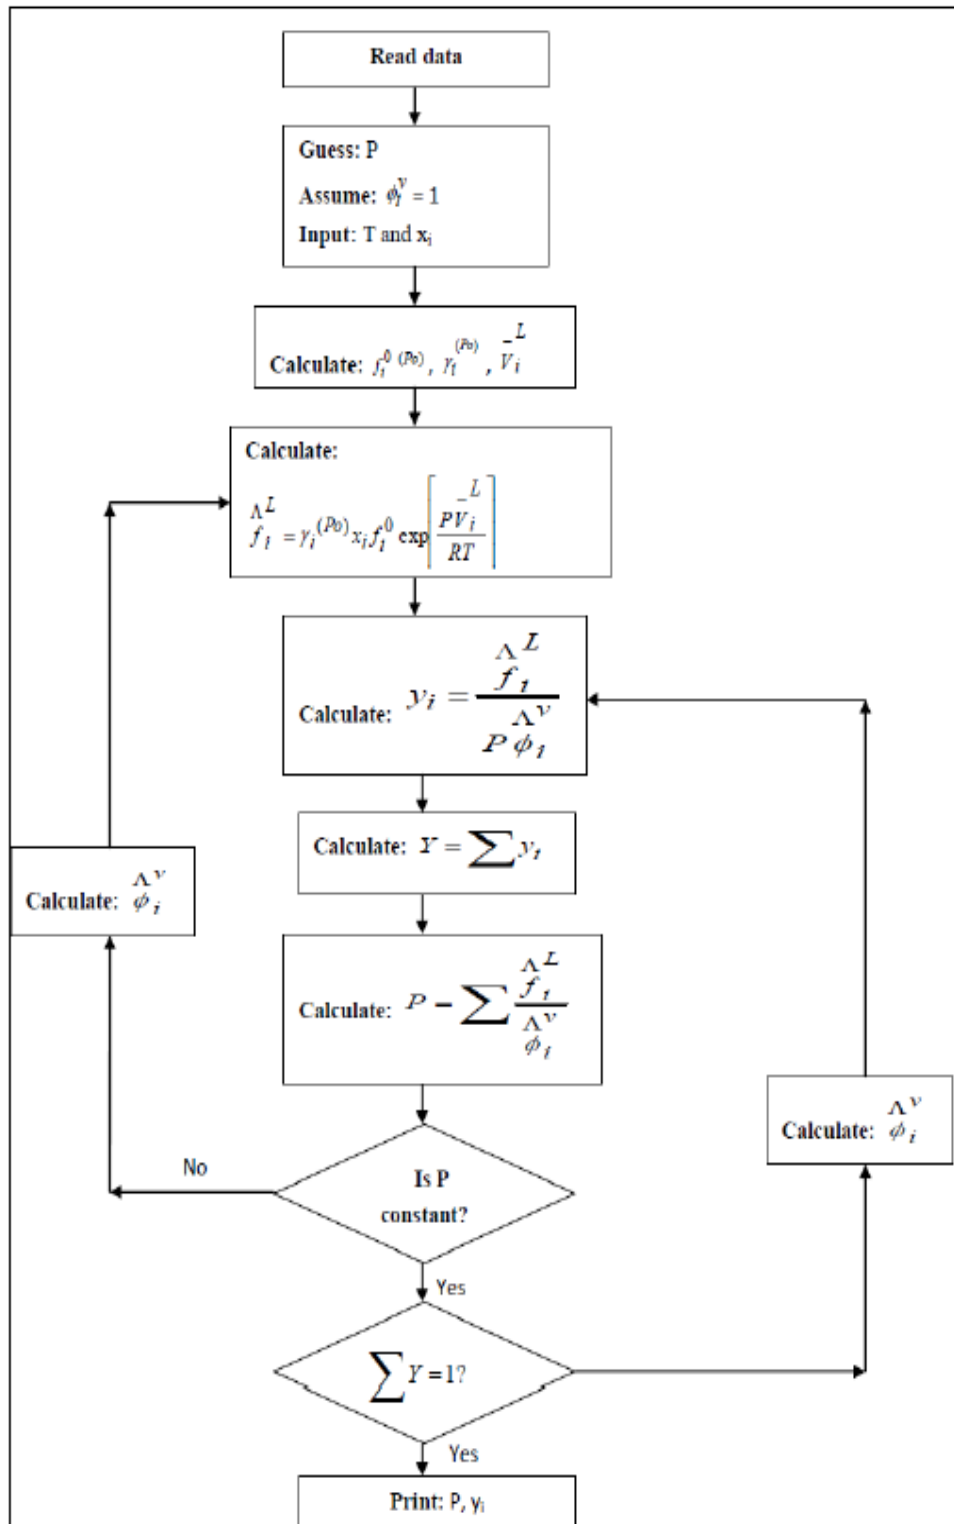 Read data
Guess: P
Assume: ϕ_i^v = 1
Input: T and x_i
Calculate: f_i^0 (Po), γ_i^(Po), V̄_i^L
Calculate:
f̂_i^L = γ_i^(Po) x_i f_i^0 exp[P V̄_i^L / RT]
Calculate: y_i = f̂_i^L / P ϕ̂_i^v
Calculate: Y = ∑ y_i
Calculate: ϕ̂_i^v
Calculate: P = ∑ f̂_i^L / ϕ̂_i^v
Calculate: ϕ̂_i^v
No
Is P
constant?
Yes
∑ Y = 1?
Yes
Print: P, y_i